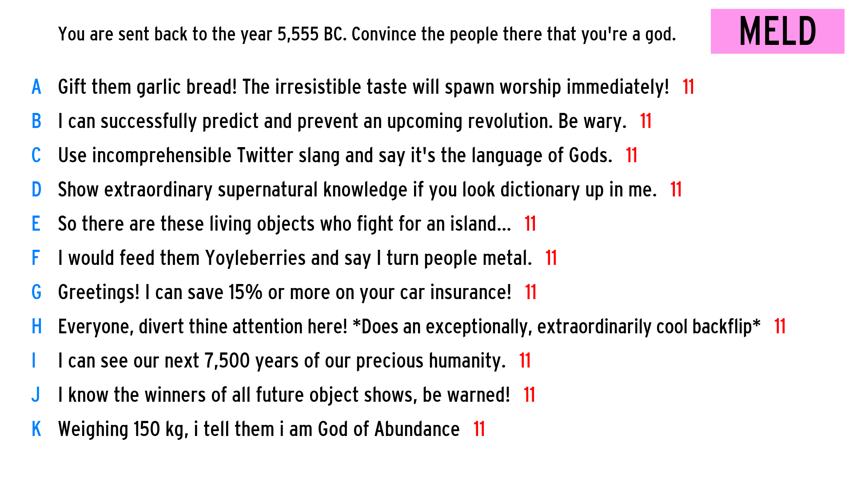 You are sent back to the year 5,555 BC. Convince the people there that you're a god.
MELD
A Gift them garlic bread! The irresistible taste will spawn worship immediately! 11
B I can successfully predict and prevent an upcoming revolution. Be wary. 11
C Use incomprehensible Twitter slang and say it's the language of Gods. 11
D Show extraordinary supernatural knowledge if you look dictionary up in me. 11
E So there are these living objects who fight for an island... 11
F I would feed them Yoyleberries and say I turn people metal. 11
G Greetings! I can save 15% or more on your car insurance! 11
H Everyone, divert thine attention here! *Does an exceptionally, extraordinarily cool backflip* 11
I I can see our next 7,500 years of our precious humanity. 11
J I know the winners of all future object shows, be warned! 11
K Weighing 150 kg, i tell them i am God of Abundance 11